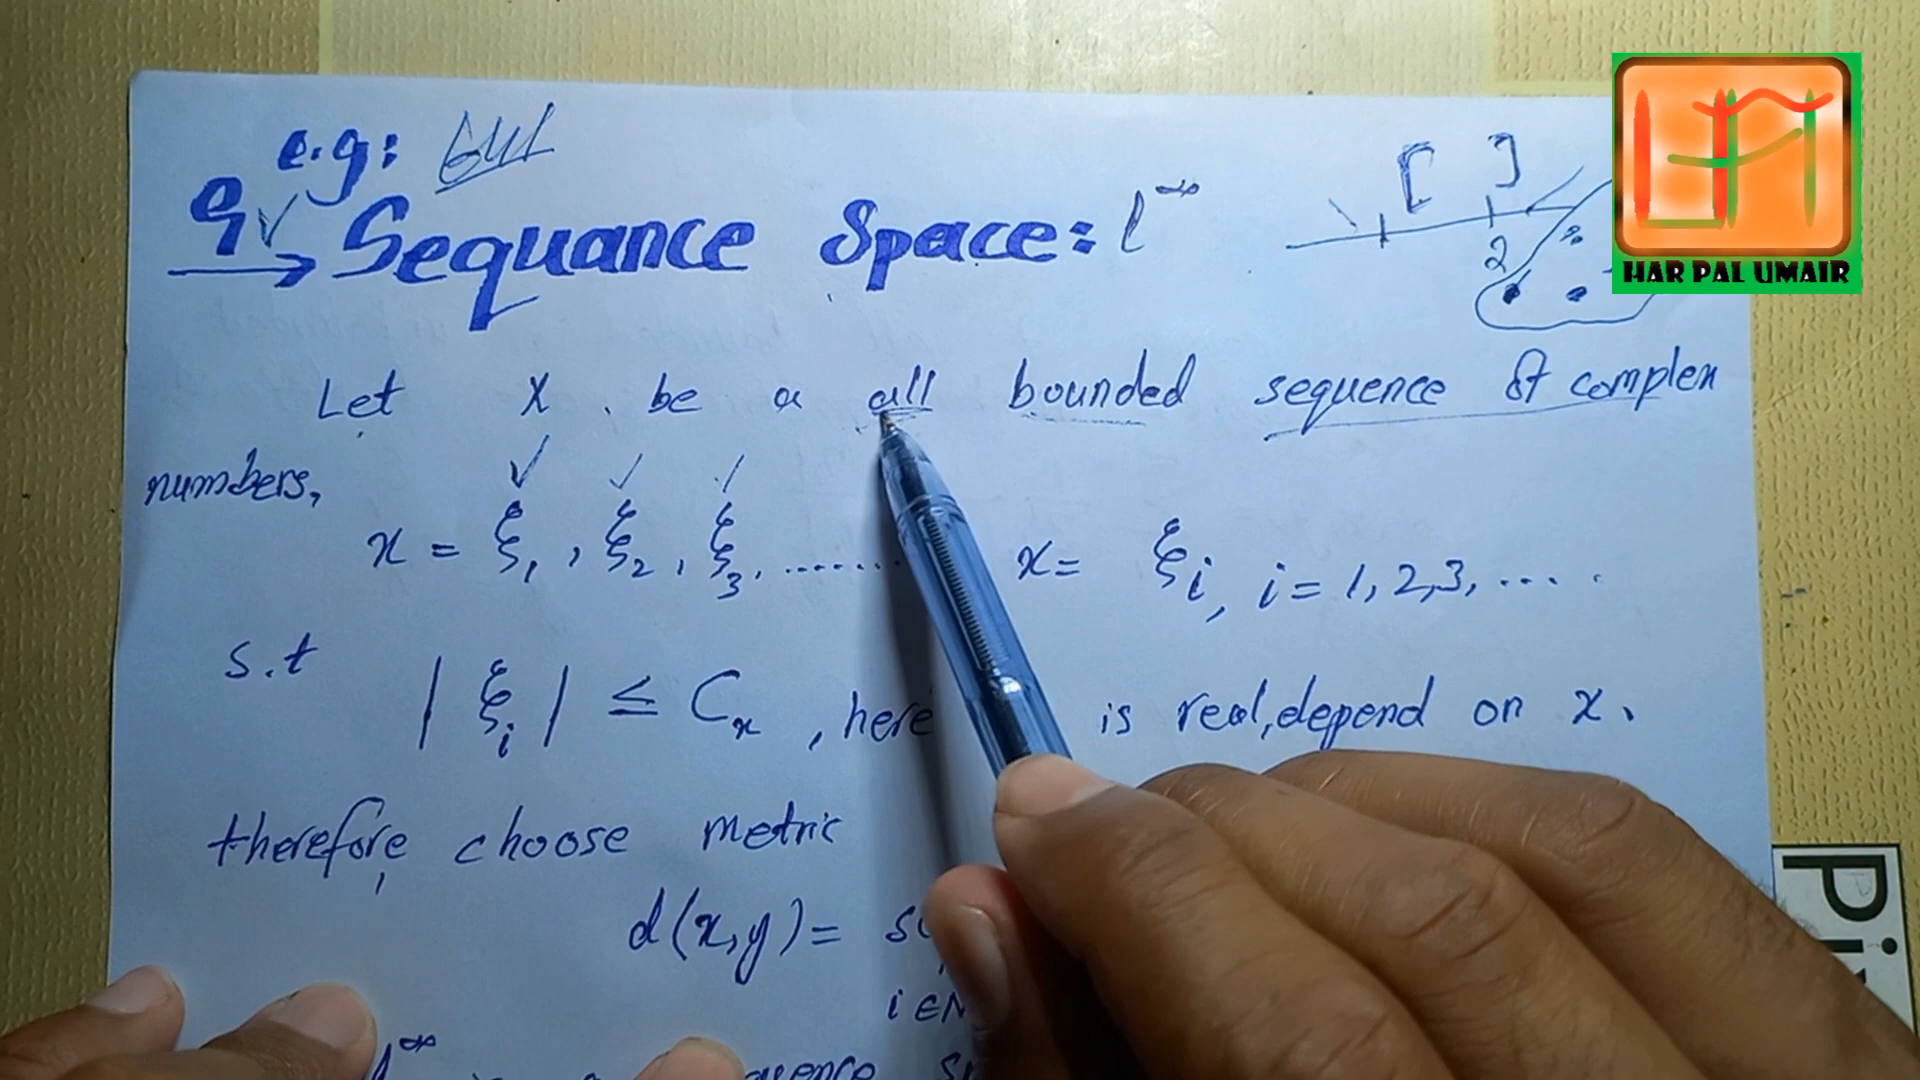 e.g:
Sequance Space: l^∞
2
HAR PAL UMAIR
Let X be a all bounded sequence of complex
numbers,
x = ξ₁, ξ₂, ξ₃, ........ x = ξi, i = 1, 2, 3, ....
s.t
|ξi| ≤ Cx, here is real, depend on x.
therefore, choose metric
d(x,y) =
i ∈ N
l^∞